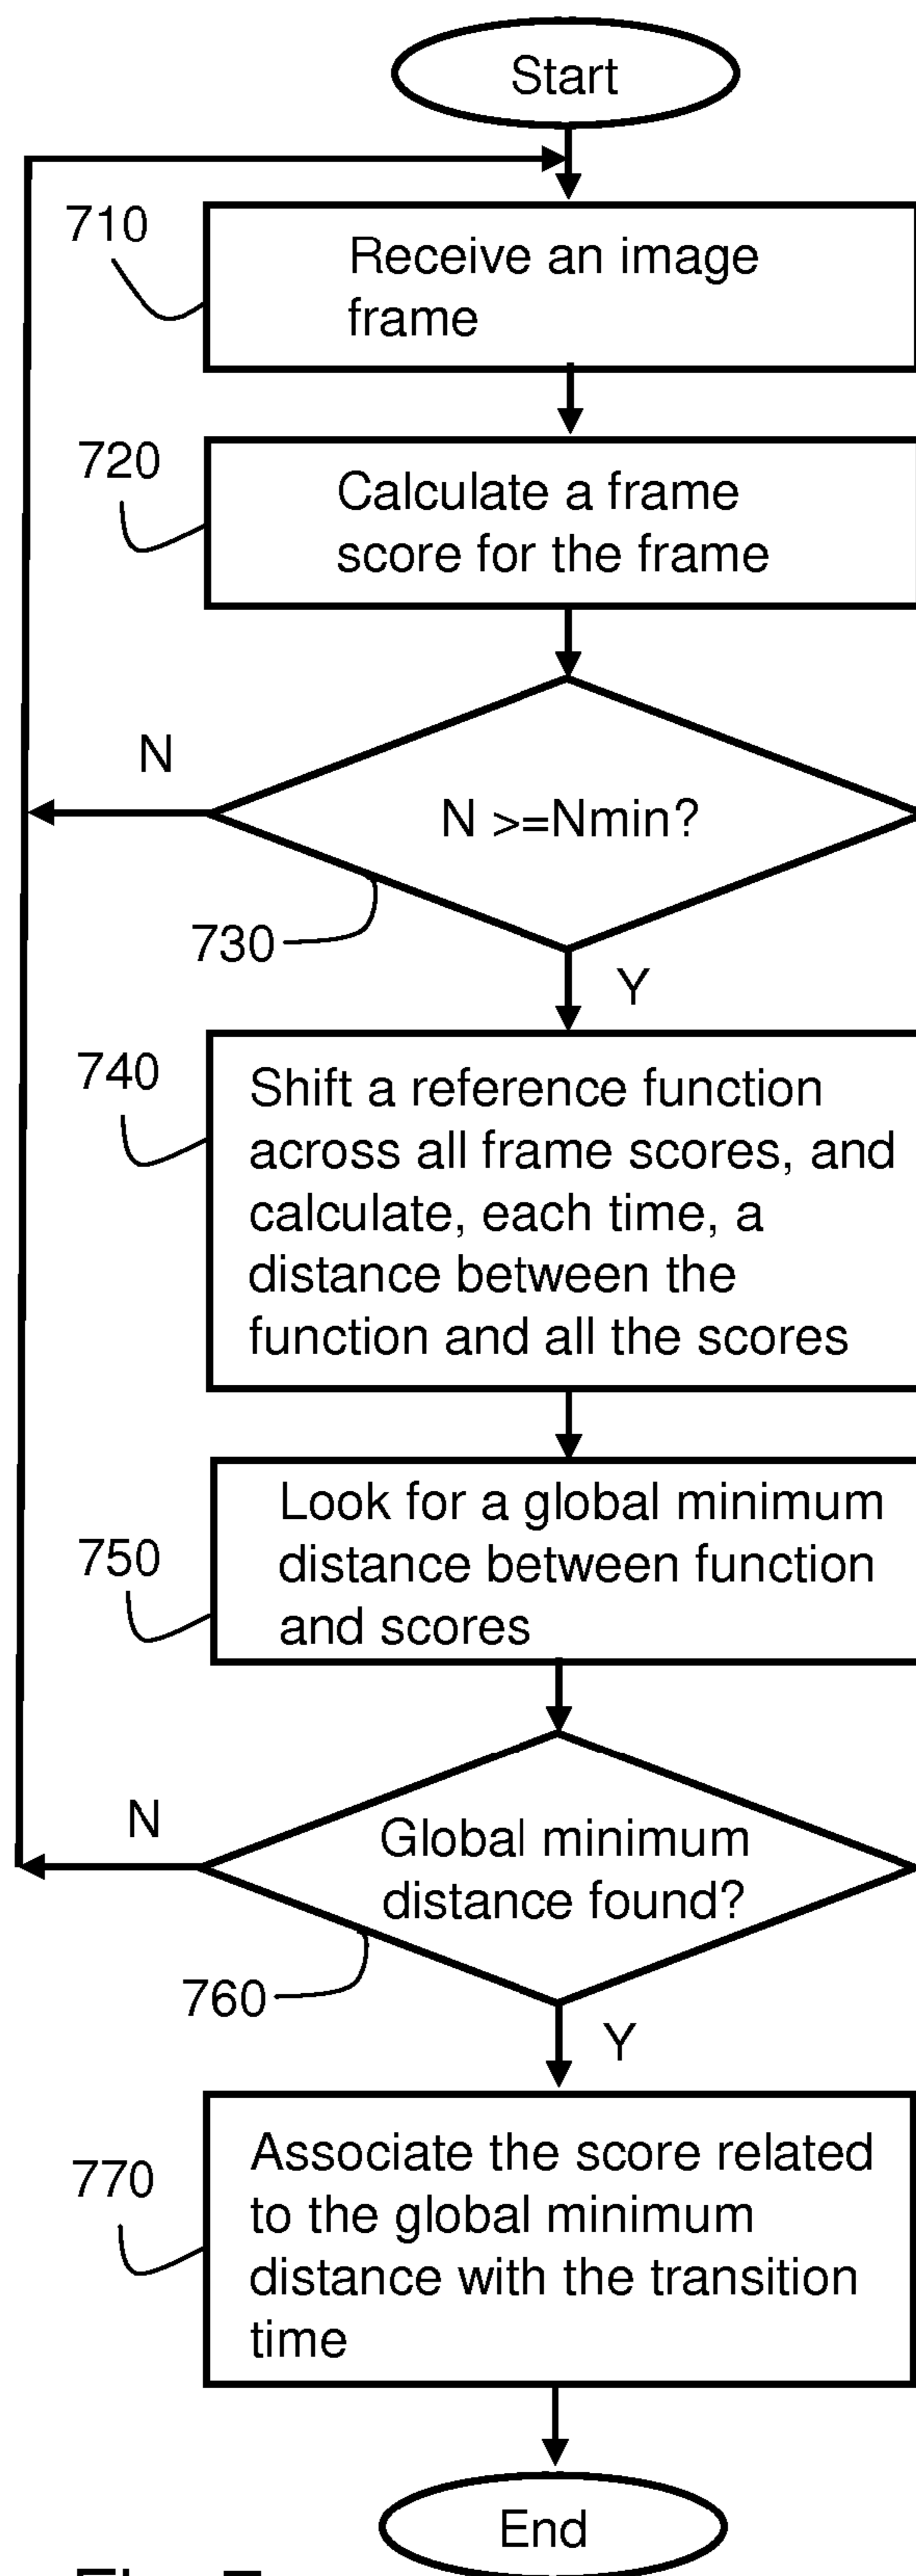 Start
710
Receive an image
frame
720
Calculate a frame
score for the frame
N
N >=Nmin?
730
Y
740
Shift a reference function
across all frame scores, and
calculate, each time, a
distance between the
function and all the scores
750
Look for a global minimum
distance between function
and scores
N
Global minimum
distance found?
760
Y
770
Associate the score related
to the global minimum
distance with the transition
time
End